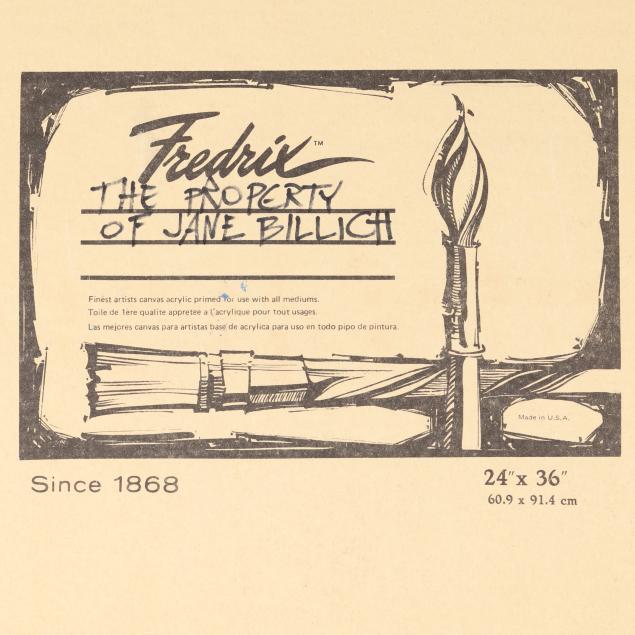 Fredrix™
THE PROPERTY
OF JANE BILLICH
Finest artists canvas acrylic primed for use with all mediums.
Toile de 1ère qualite appretée a l'acrylique pour tout usages.
Las mejores canvas para artistas base de acrylica para uso en todo pipo de pintura.
Made in U.S.A.
Since 1868
24" x 36"
60.9 x 91.4 cm